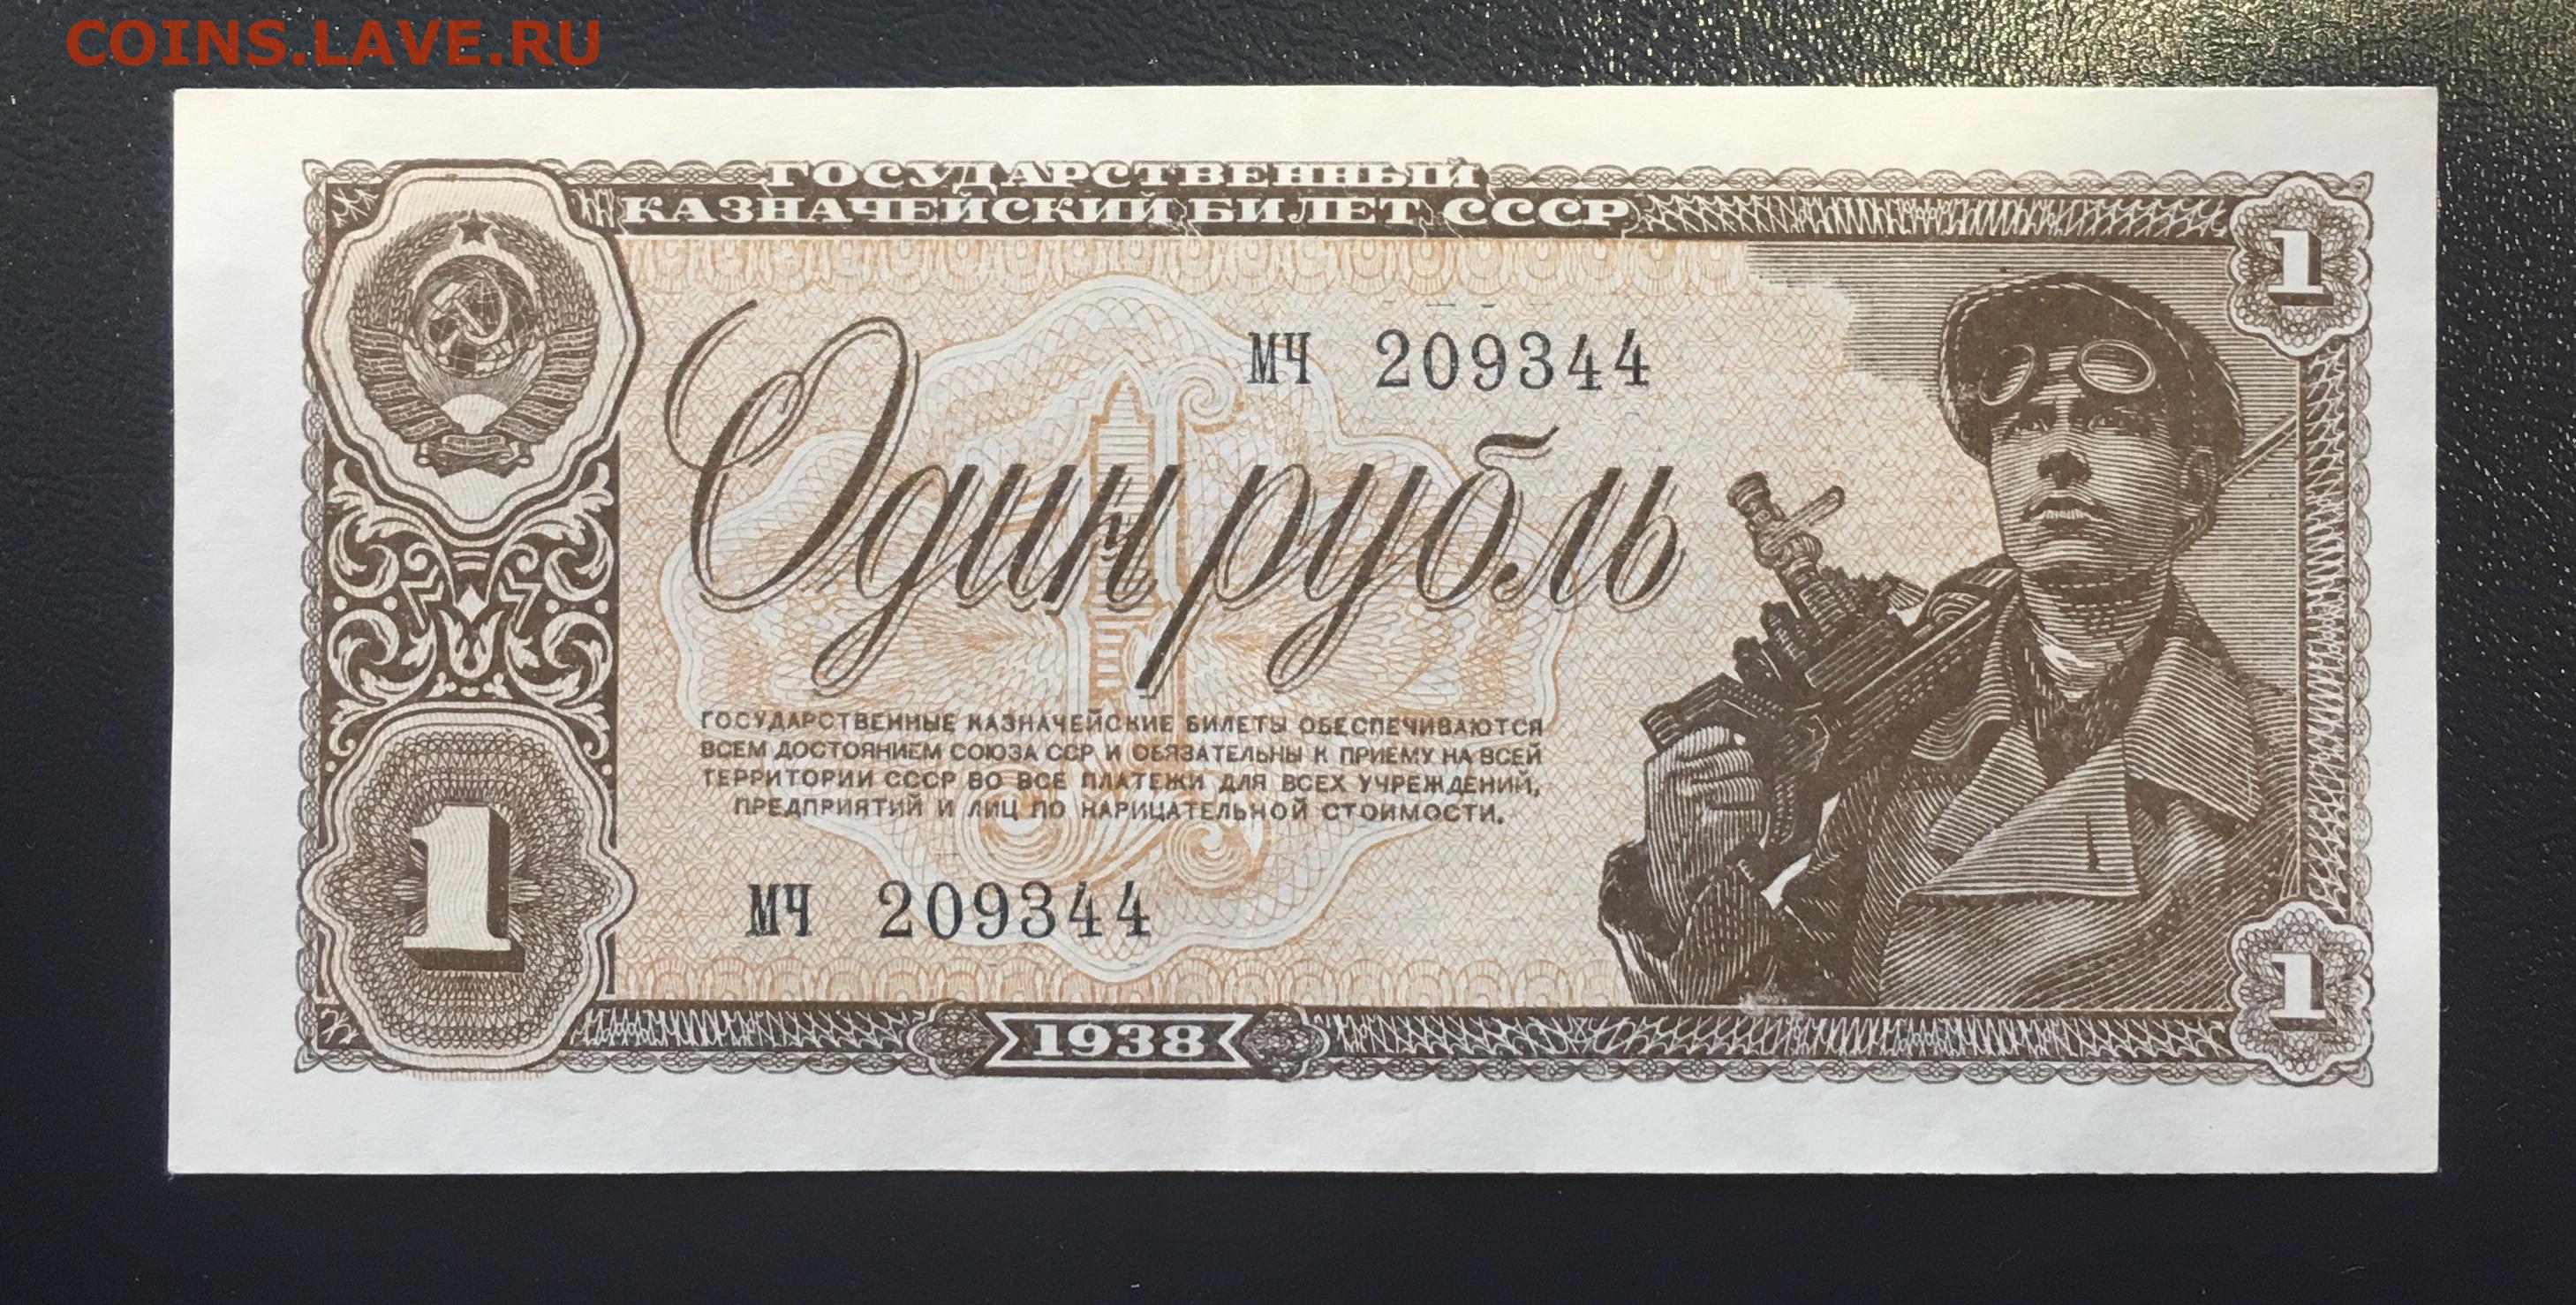 COINS.LAVE.RU
ГОСУДАРСТВЕННЫЙ
КАЗНАЧЕЙСКИЙ БИЛЕТ СССР
1
МЧ 209344
Один рубль
ГОСУДАРСТВЕННЫЕ КАЗНАЧЕЙСКИЕ БИЛЕТЫ ОБЕСПЕЧИВАЮТСЯ
ВСЕМ ДОСТОЯНИЕМ СОЮЗА ССР И ОБЯЗАТЕЛЬНЫ К ПРИЕМУ НА ВСЕЙ
ТЕРРИТОРИИ СССР ВО ВСЕ ПЛАТЕЖИ ДЛЯ ВСЕХ УЧРЕЖДЕНИЙ,
ПРЕДПРИЯТИЙ И ЛИЦ ПО НАРИЦАТЕЛЬНОЙ СТОИМОСТИ.
1
МЧ 209344
1
1938